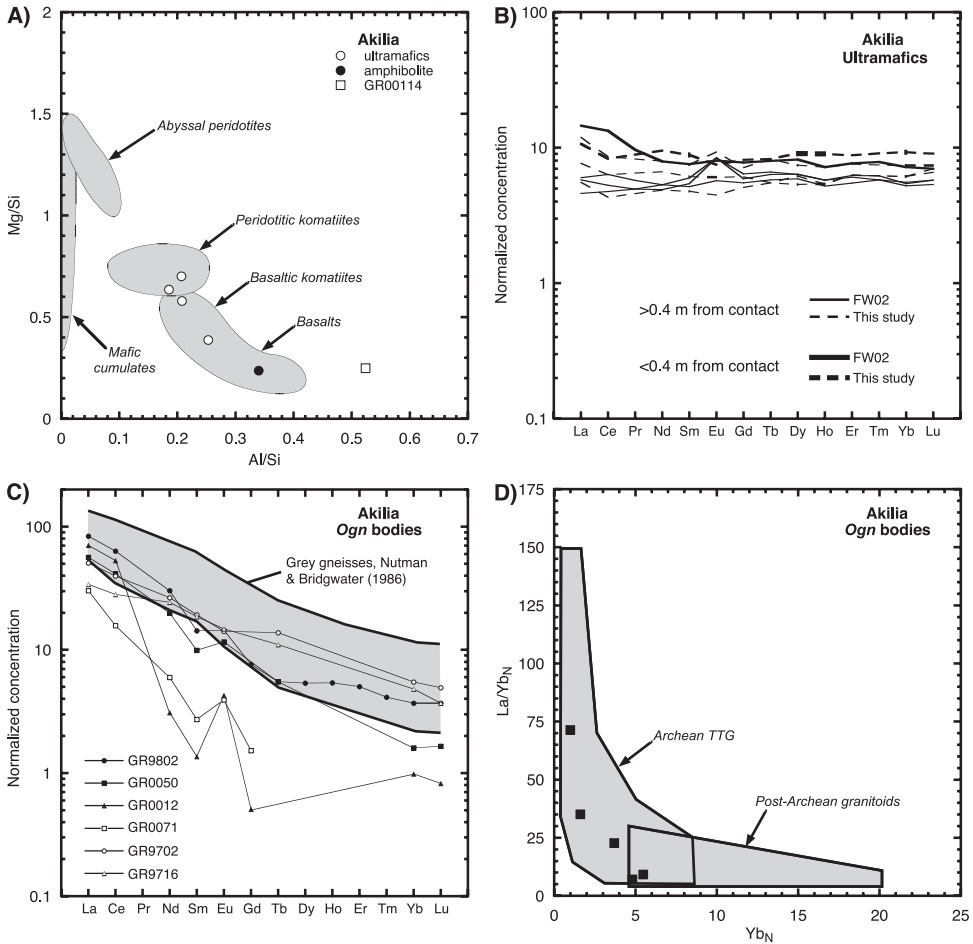 A)
Akilia
ultramafics
amphibolite
GR00114
Abyssal peridotites
Peridotitic komatiites
Basaltic komatiites
Basalts
Mafic
cumulates
Mg/Si
1.5
1
0.5
0
0 0.1 0.2 0.3 0.4 0.5 0.6 0.7
Al/Si
B)
Akilia
Ultramafics
Normalized concentration
100
10
1
0.1
>0.4 m from contact
FW02
This study
<0.4 m from contact
FW02
This study
La Ce Pr Nd Sm Eu Gd Tb Dy Ho Er Tm Yb Lu
C)
Akilia
Ogn bodies
Grey gneisses, Nutman
& Bridgwater (1986)
Normalized concentration
100
10
1
0.1
GR9802
GR0050
GR0012
GR0071
GR9702
GR9716
La Ce Pr Nd Sm Eu Gd Tb Dy Ho Er Tm Yb Lu
D)
Akilia
Ogn bodies
La/YbN
175
150
125
100
75
50
25
0
Archean TTG
Post-Archean granitoids
0 5 10 15 20 25
YbN